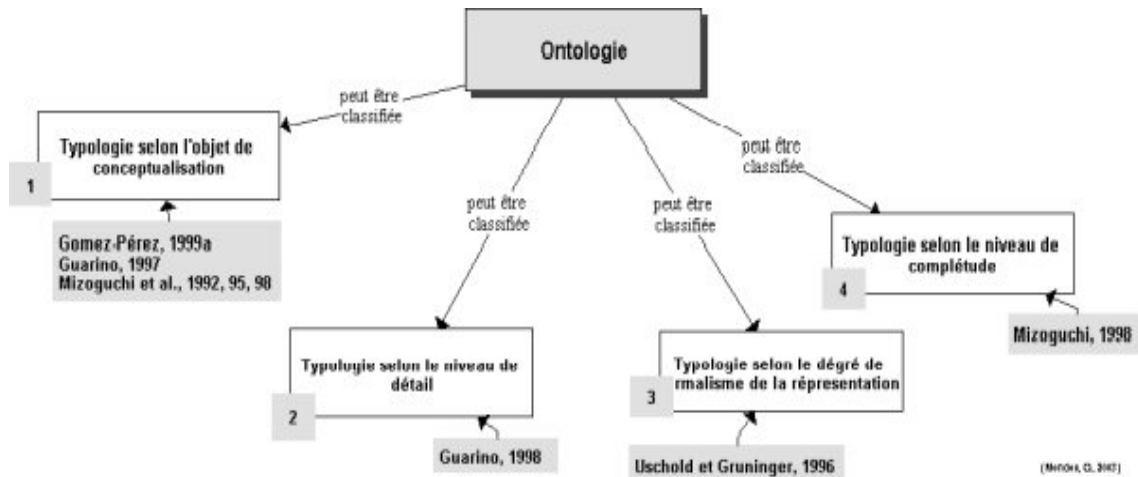 Ontologie
peut être
classifiée
Typologie selon l'objet de
conceptualisation
1
Gomez-Pérez, 1999a
Guarino, 1997
Mizoguchi et al., 1992, 95, 98
peut être
classifiée
Typologie selon le niveau de
détail
2
Guarino, 1998
peut être
classifiée
Typologie selon le dégré de
rmalisme de la répresentation
3
Uschold et Gruninger, 1996
peut être
classifiée
Typologie selon le niveau de
complétude
4
Mizoguchi, 1998